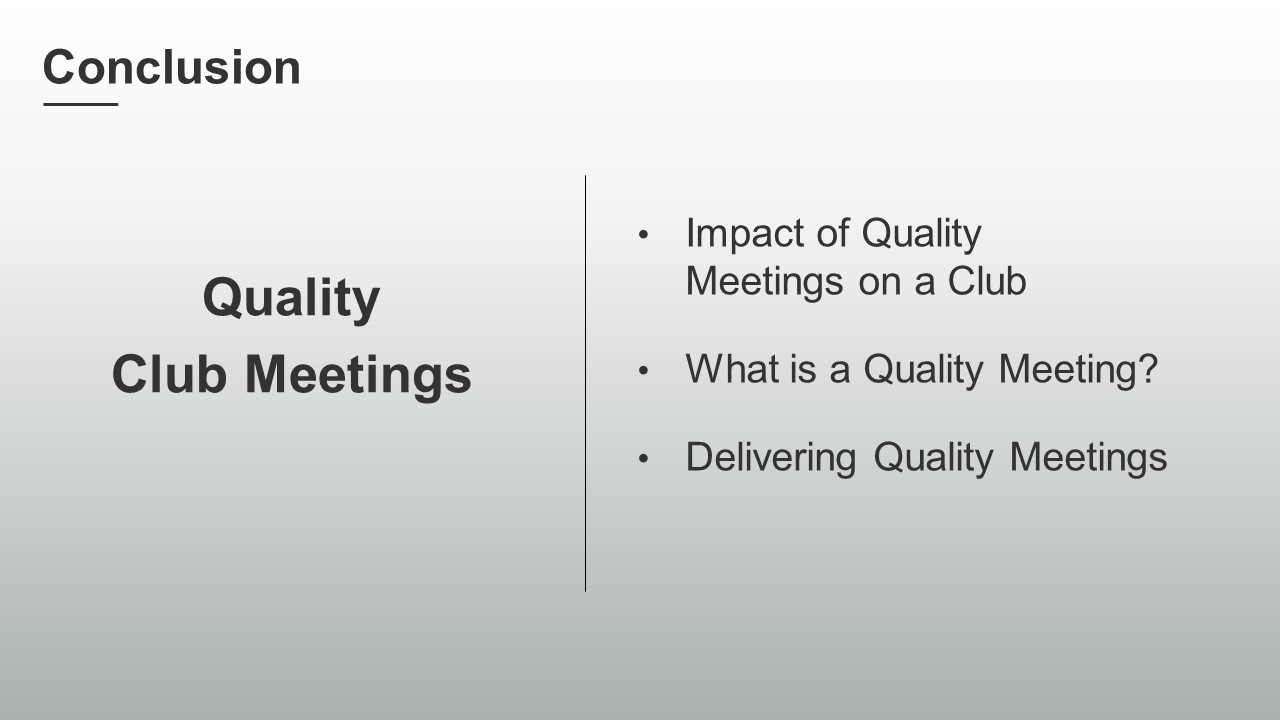 Conclusion
Quality
Club Meetings
• Impact of Quality
Meetings on a Club
• What is a Quality Meeting?
• Delivering Quality Meetings